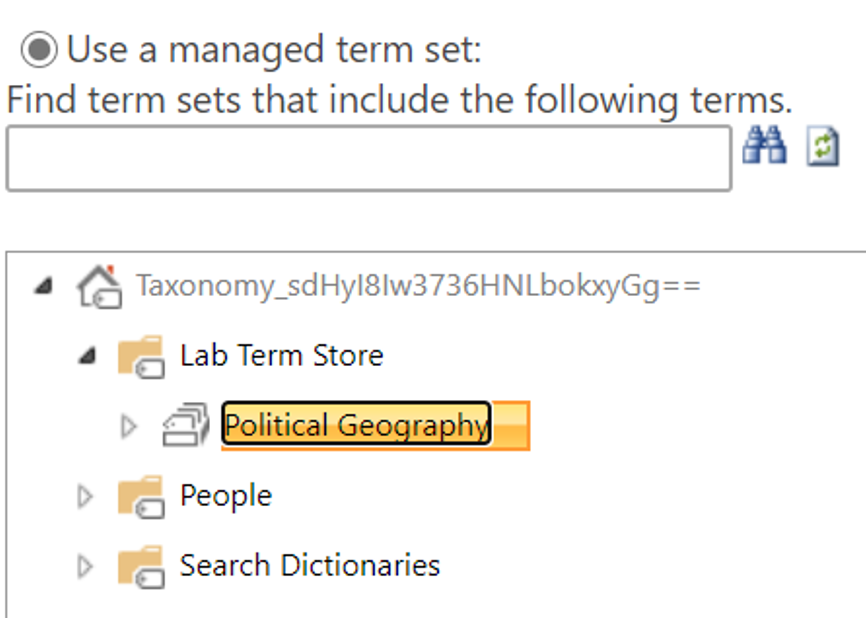 Use a managed term set:
Find term sets that include the following terms.
Taxonomy_sdHyI8Iw3736HNLbokxyGg==
Lab Term Store
Political Geography
People
Search Dictionaries